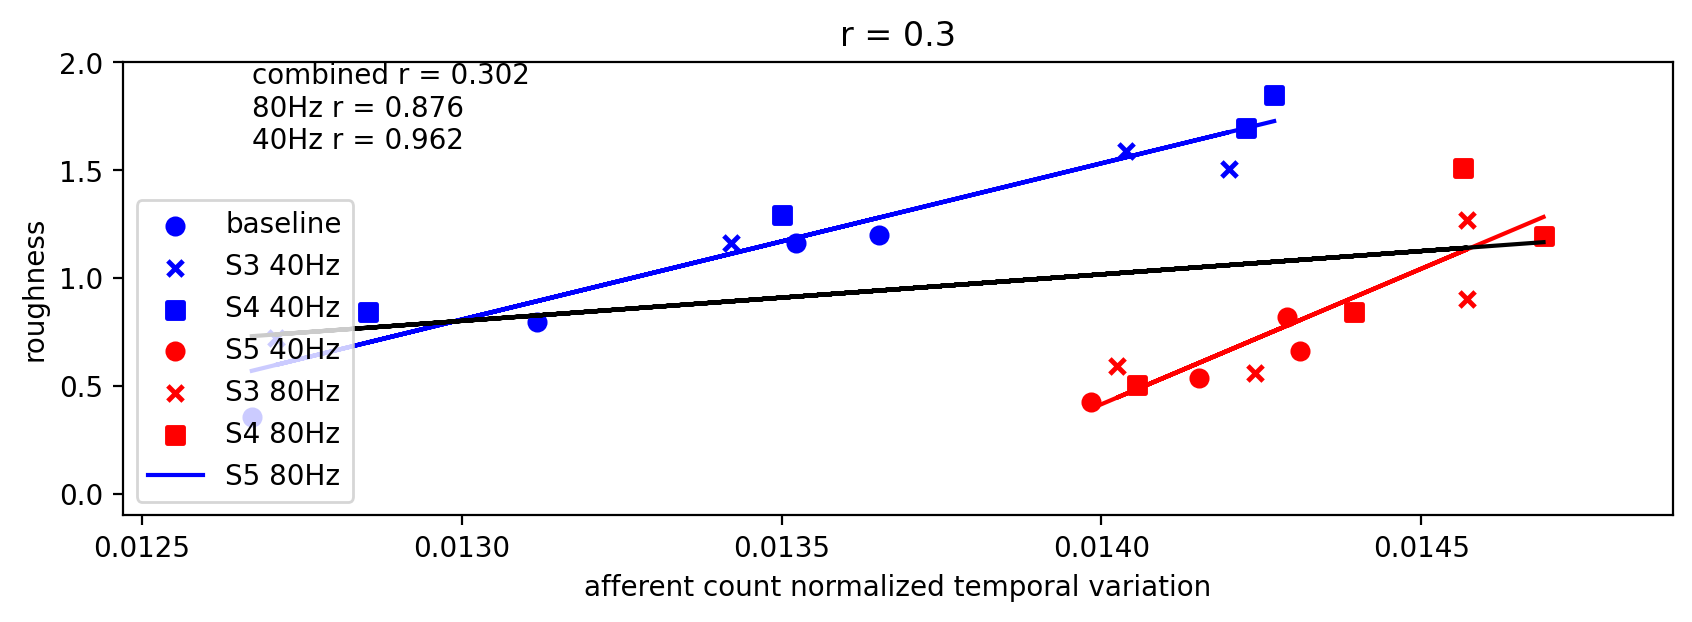 r = 0.3
combined r = 0.302
80Hz r = 0.876
40Hz r = 0.962
2.0
1.5
1.0
0.5
0.0
roughness
baseline
S3 40Hz
S4 40Hz
S5 40Hz
S3 80Hz
S4 80Hz
S5 80Hz
0.0125 0.0130 0.0135 0.0140 0.0145
afferent count normalized temporal variation